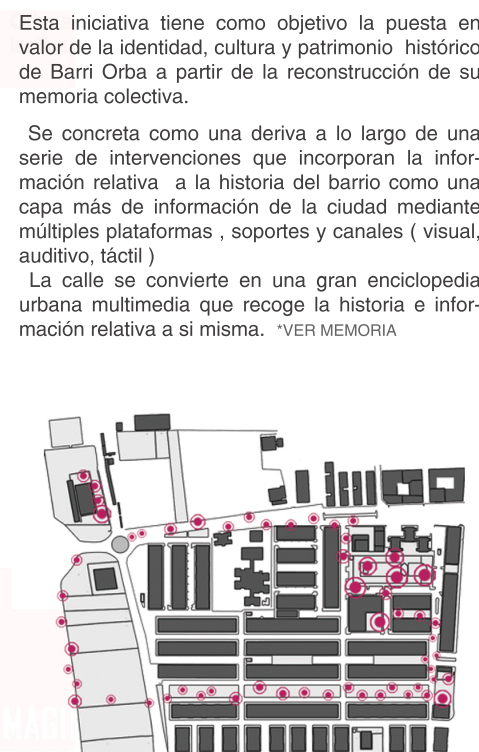 Esta iniciativa tiene como objetivo la puesta en
valor de la identidad, cultura y patrimonio  histórico
de Barri Orba a partir de la reconstrucción de su
memoria colectiva.
Se concreta como una deriva a lo largo de una
serie de intervenciones que incorporan la infor-
mación relativa  a la historia del barrio como una
capa más de información de la ciudad mediante
múltiples plataformas , soportes y canales ( visual,
auditivo, táctil )
La calle se convierte en una gran enciclopedia
urbana multimedia que recoge la historia e infor-
mación relativa a si misma.  *VER MEMORIA